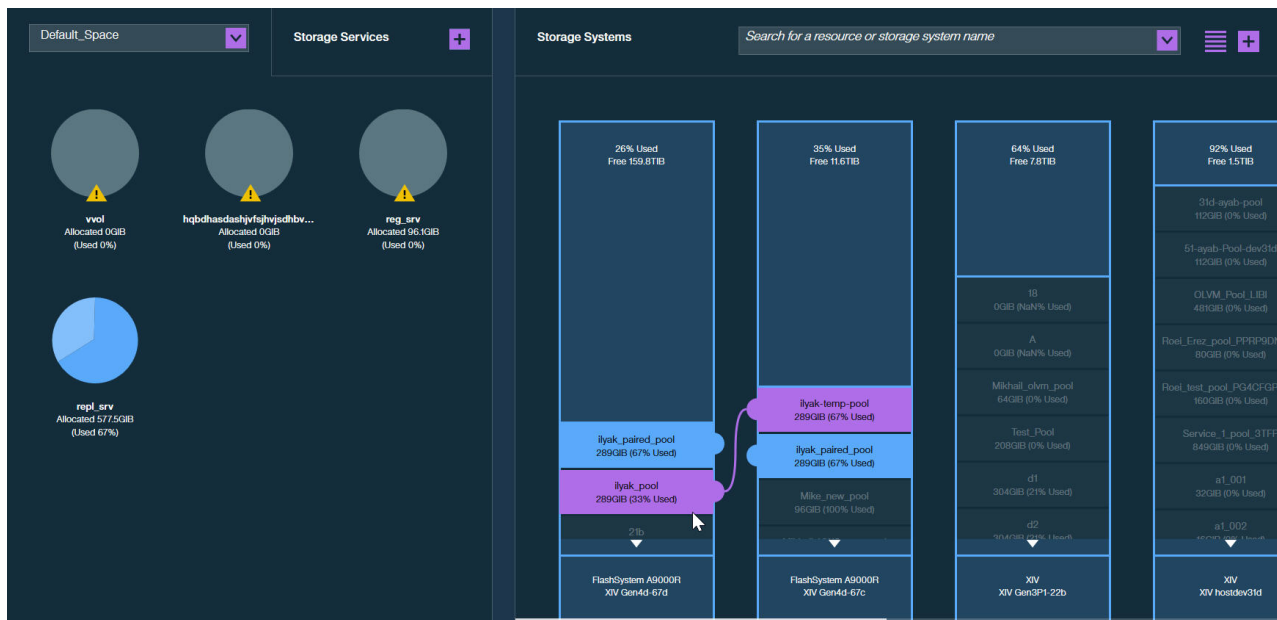 Default_Space
Storage Services
Storage Systems
Search for a resource or storage system name
vvol
Allocated 0GIB
(Used 0%)
hqbdhasdashjvfsjhvjsdhbv...
Allocated 0GIB
(Used 0%)
reg_srv
Allocated 96.1GIB
(Used 0%)
repl_srv
Allocated 577.5GIB
(Used 67%)
26% Used
Free 159.8TIB
ilyak_paired_pool
289GIB (67% Used)
ilyak_pool
289GIB (33% Used)
21b
FlashSystem A9000R
XIV Gen4d-67d
35% Used
Free 11.6TIB
ilyak-temp-pool
289GIB (67% Used)
ilyak_paired_pool
289GIB (67% Used)
Mike_new_pool
96GIB (100% Used)
FlashSystem A9000R
XIV Gen4d-67c
64% Used
Free 7.8TIB
18
0GIB (NaN% Used)
A
0GIB (NaN% Used)
Mikhail_olvm_pool
64GIB (0% Used)
Test_Pool
208GIB (0% Used)
d1
304GIB (21% Used)
d2
304GIB (21% Used)
XIV
XIV Gen3P1-22b
92% Used
Free 1.5TIB
31d-ayab-pool
112GIB (0% Used)
51-ayab-Pool-dev31d
112GIB (0% Used)
OLVM_Pool_LIBI
481GIB (0% Used)
Roei_Erez_pool_PPRP9DM
80GIB (0% Used)
Roei_test_pool_PG4CFGP
160GIB (0% Used)
Service_1_pool_3TFF
849GIB (0% Used)
a1_001
32GIB (0% Used)
a1_002
XIV
XIV hostdev31d